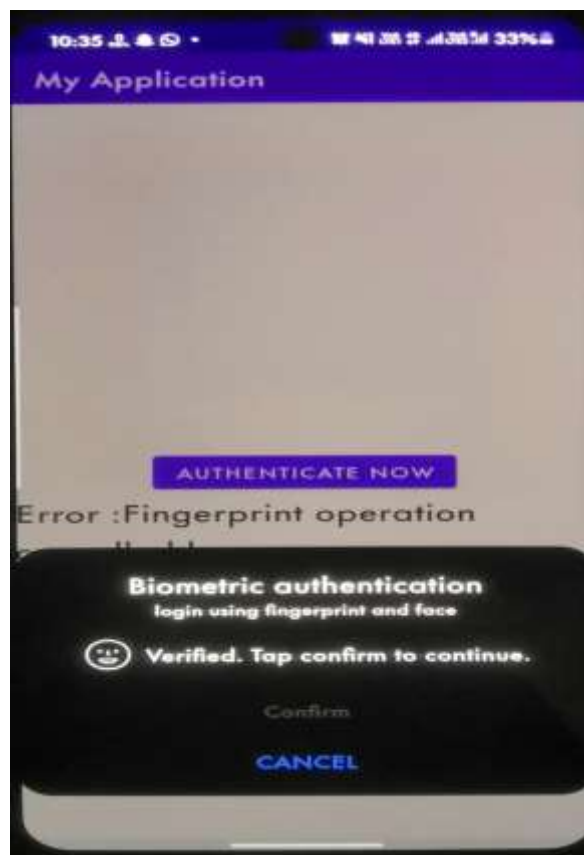 10:35
33%
My Application
AUTHENTICATE NOW
Error :Fingerprint operation
Biometric authentication
login using fingerprint and face
Verified. Tap confirm to continue.
Confirm
CANCEL